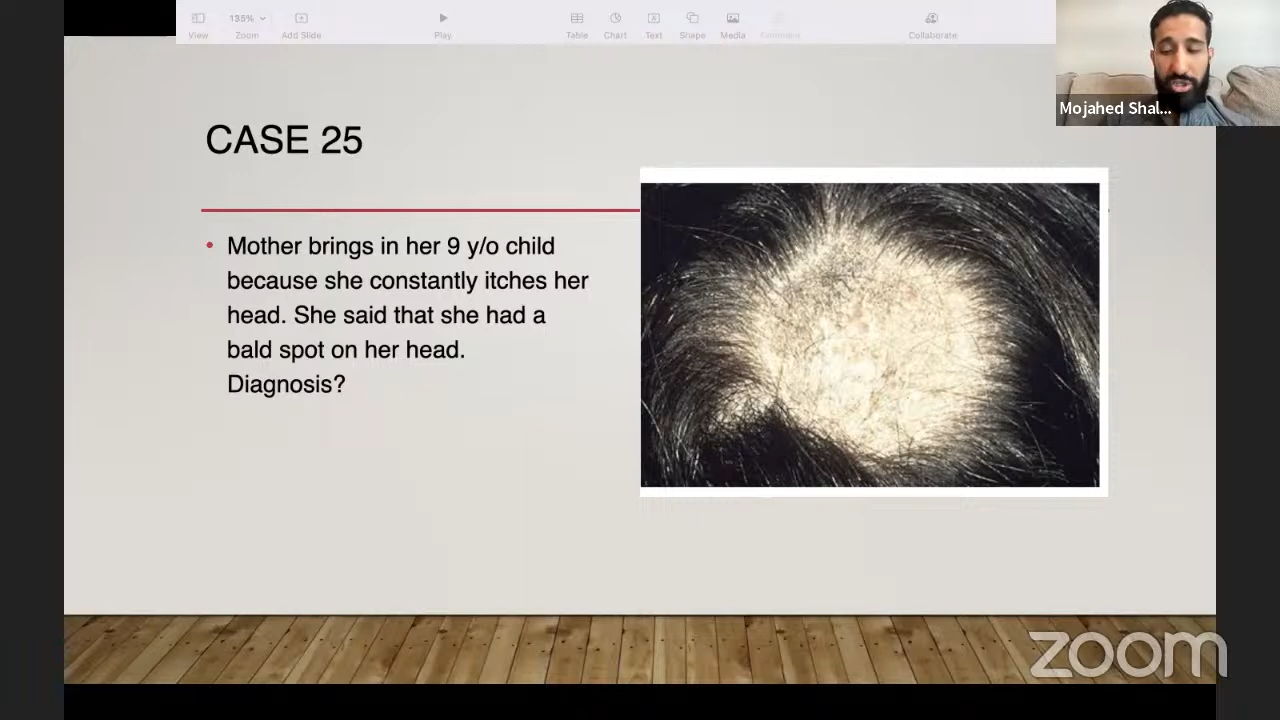 135%
View
Zoom
Add Slide
Play
Table
Chart
Text
Shape
Media
Comment
Collaborate
Mojahed Shal...
CASE 25
• Mother brings in her 9 y/o child
because she constantly itches her
head. She said that she had a
bald spot on her head.
Diagnosis?
zoom